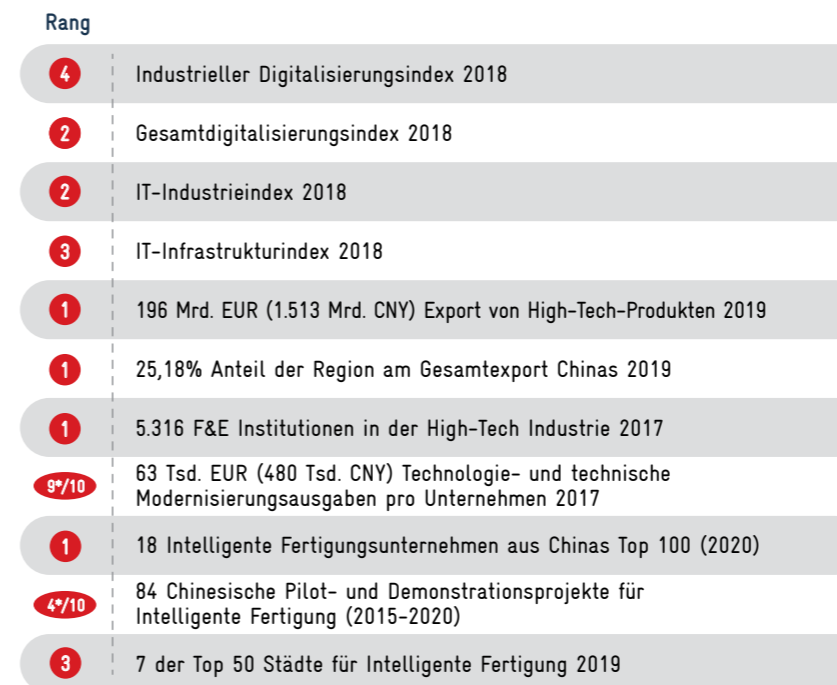 Rang
4 Industrieller Digitalisierungsindex 2018
2 Gesamtdigitalisierungsindex 2018
2 IT-Industrieindex 2018
3 IT-Infrastrukturindex 2018
1 196 Mrd. EUR (1.513 Mrd. CNY) Export von High-Tech-Produkten 2019
1 25,18% Anteil der Region am Gesamtexport Chinas 2019
1 5.316 F&E Institutionen in der High-Tech Industrie 2017
9*/10 63 Tsd. EUR (480 Tsd. CNY) Technologie- und technische
Modernisierungsausgaben pro Unternehmen 2017
1 18 Intelligente Fertigungsunternehmen aus Chinas Top 100 (2020)
4*/10 84 Chinesische Pilot- und Demonstrationsprojekte für
Intelligente Fertigung (2015-2020)
3 7 der Top 50 Städte für Intelligente Fertigung 2019